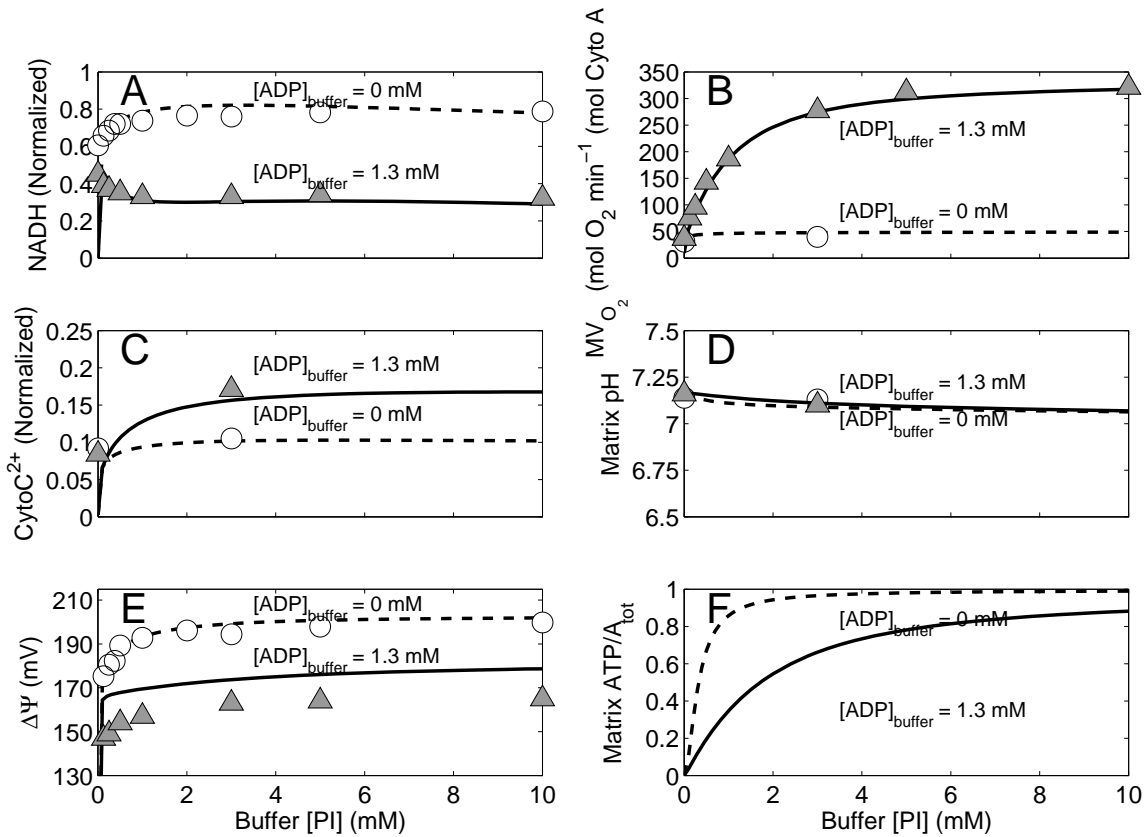 A
NADH (Normalized)
1
0.8
0.6
0.4
0.2
0
[ADP]buffer = 0 mM
[ADP]buffer = 1.3 mM
B
MVO2 (mol O2 min−1 (mol Cyto A
350
300
250
200
150
100
50
0
[ADP]buffer = 1.3 mM
[ADP]buffer = 0 mM
C
CytoC2+ (Normalized)
0.25
0.2
0.15
0.1
0.05
0
[ADP]buffer = 1.3 mM
[ADP]buffer = 0 mM
D
Matrix pH
7.5
7.25
7
6.75
6.5
[ADP]buffer = 1.3 mM
[ADP]buffer = 0 mM
E
ΔΨ (mV)
210
190
170
150
130
[ADP]buffer = 0 mM
[ADP]buffer = 1.3 mM
0 2 4 6 8 10
Buffer [PI] (mM)
F
Matrix ATP/Atot
1
0.8
0.6
0.4
0.2
0
[ADP]buffer = 0 mM
[ADP]buffer = 1.3 mM
0 2 4 6 8 10
Buffer [PI] (mM)